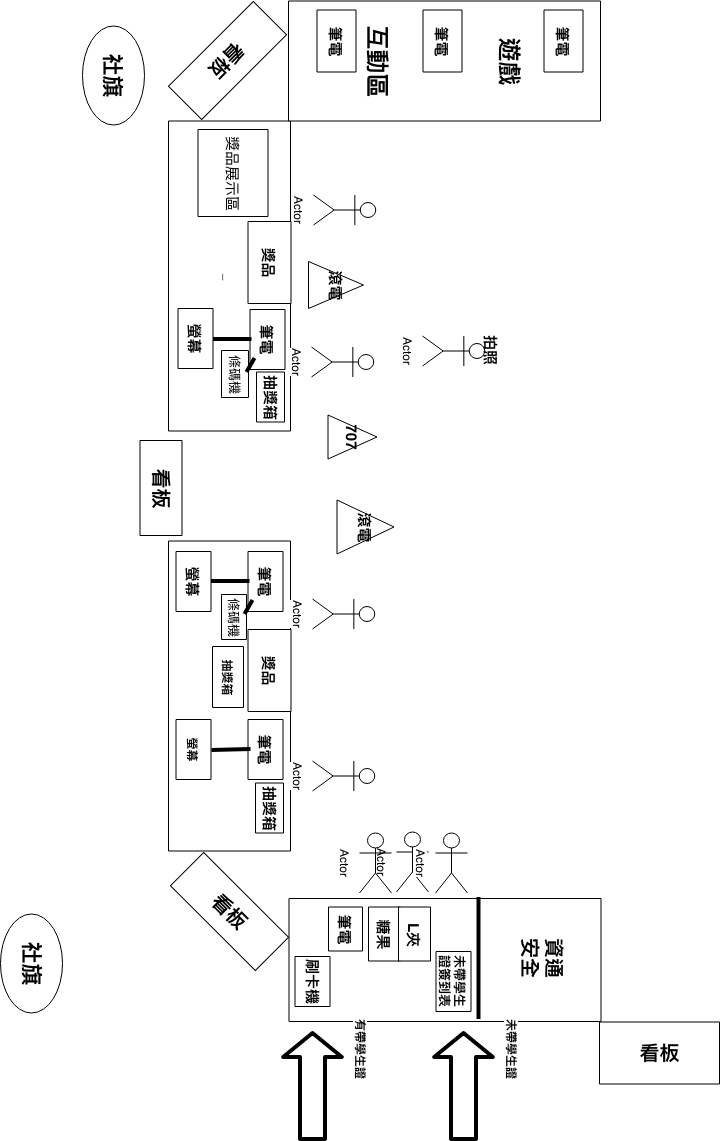 社旗
看板
筆電
互動區
筆電
遊戲
筆電
獎品展示區
Actor
獎品
滾電
螢幕
筆電
條碼機
抽獎箱
Actor
Actor
拍照
707
看板
滾電
螢幕
筆電
條碼機
Actor
抽獎箱
獎品
螢幕
筆電
抽獎箱
Actor
Actor
Actor
Actor
看板
社旗
筆電
糖果
L夾
刷卡機
未帶學生
證簽到表
資通
安全
有帶學生證
未帶學生證
看板